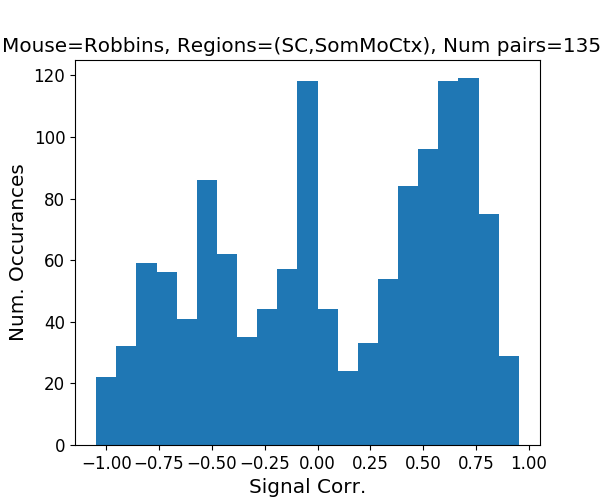 Mouse=Robbins, Regions=(SC,SomMoCtx), Num pairs=135
120
100
80
60
40
20
0
Num. Occurances
−1.00 −0.75 −0.50 −0.25 0.00 0.25 0.50 0.75 1.00
Signal Corr.